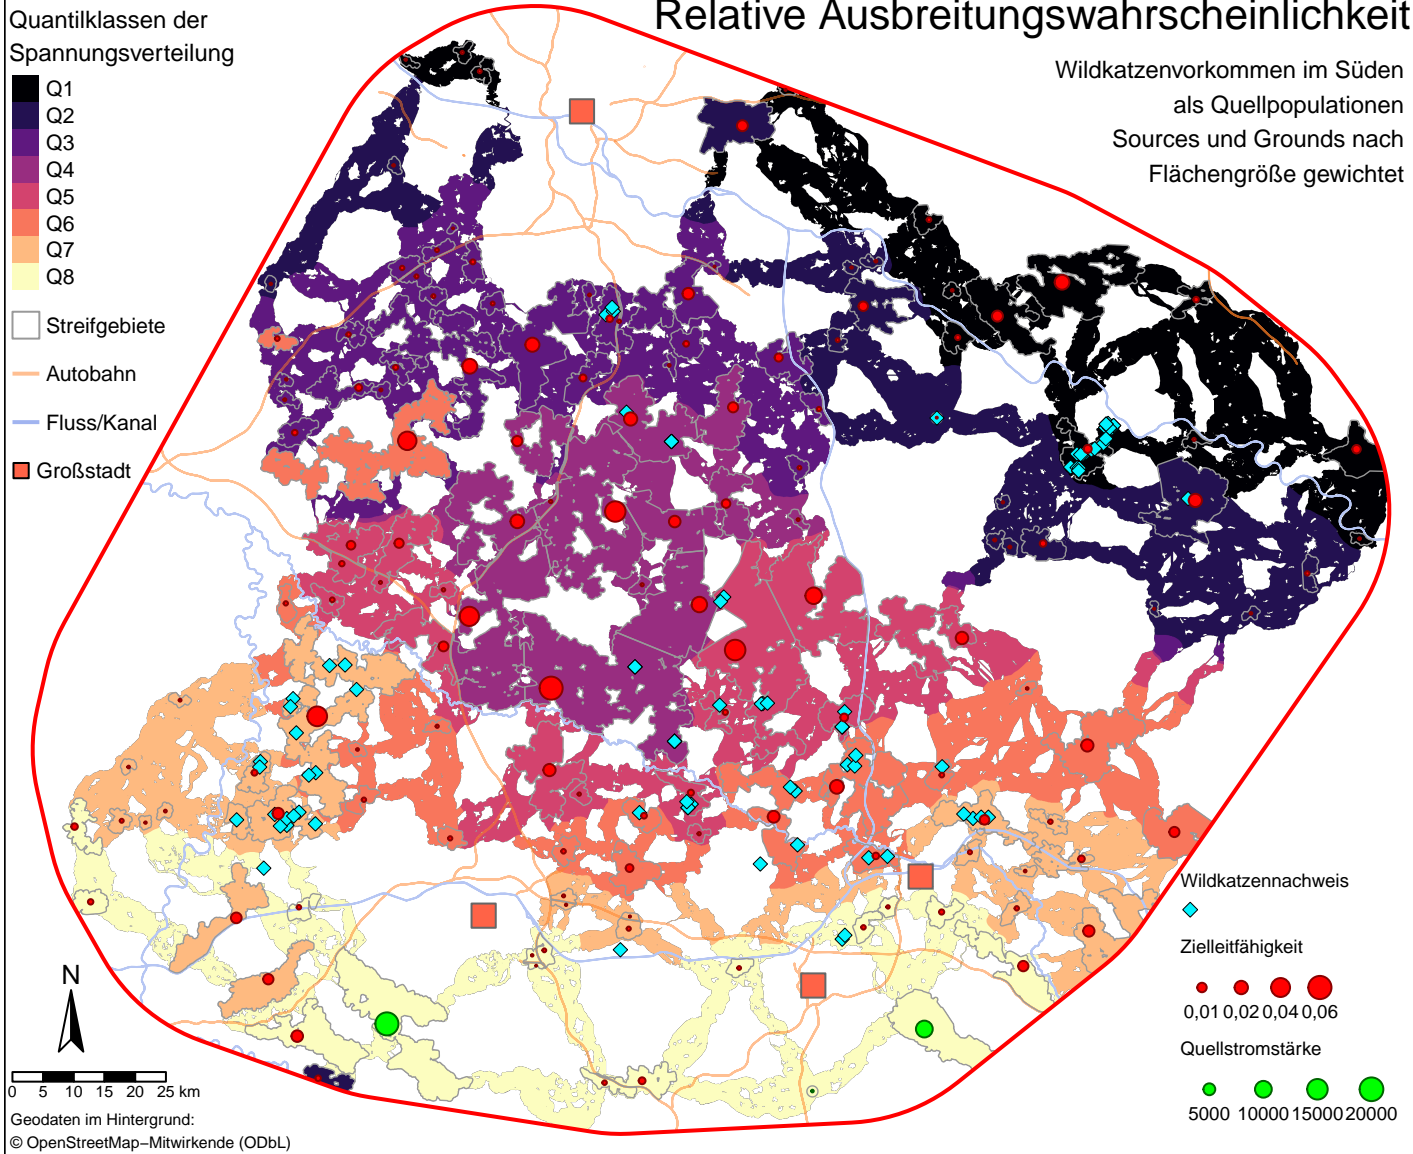 Relative Ausbreitungswahrscheinlichkeit
Wildkatzenvorkommen im Süden
als Quellpopulationen
Sources und Grounds nach
Flächengröße gewichtet
Quantilklassen der
Spannungsverteilung
Q1
Q2
Q3
Q4
Q5
Q6
Q7
Q8
Streifgebiete
Autobahn
Fluss/Kanal
Großstadt
Wildkatzennachweis
Zielleitfähigkeit
0,01 0,02 0,04 0,06
Quellstromstärke
5000 10000 15000 20000
N
0 5 10 15 20 25 km
Geodaten im Hintergrund:
© OpenStreetMap−Mitwirkende (ODbL)